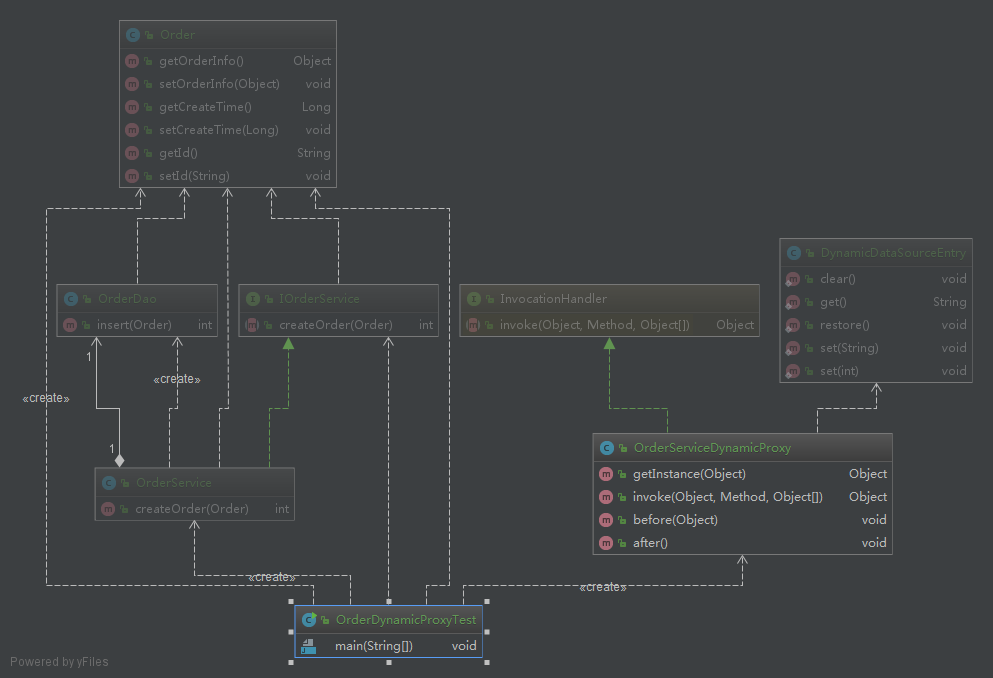 Order
getOrderInfo() Object
setOrderInfo(Object) void
getCreateTime() Long
setCreateTime(Long) void
getId() String
setId(String) void
DynamicDataSourceEntry
clear() void
get() String
restore() void
set(String) void
set(int) void
OrderDao
insert(Order) int
IOrderService
createOrder(Order) int
InvocationHandler
invoke(Object, Method, Object[]) Object
1
«create»
«create»
1
OrderServiceDynamicProxy
getInstance(Object) Object
invoke(Object, Method, Object[]) Object
before(Object) void
after() void
OrderService
createOrder(Order) int
«create»
«create»
OrderDynamicProxyTest
main(String[]) void
Powered by yFiles